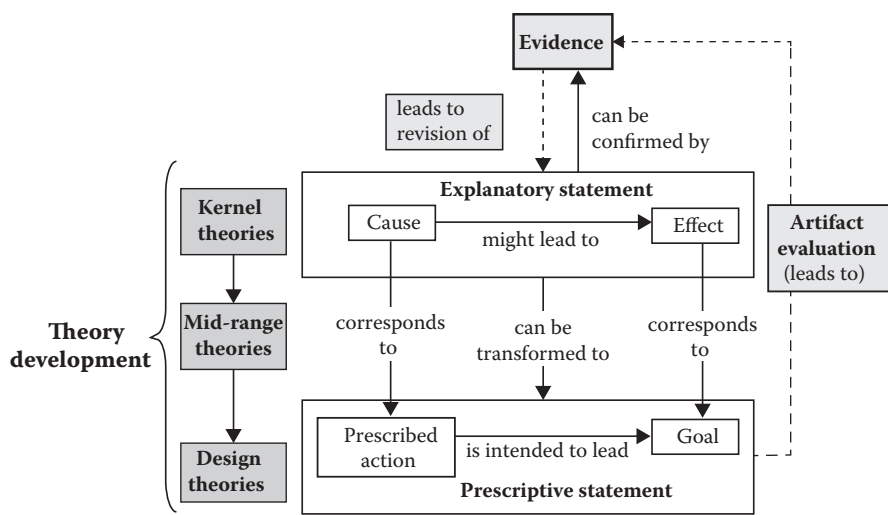 Evidence
leads to
revision of
can be
confirmed by
Explanatory statement
Kernel
theories
Cause
might lead to
Effect
Artifact
evaluation
(leads to)
Theory
development
Mid-range
theories
corresponds
to
can be
transformed to
corresponds
to
Design
theories
Prescribed
action
is intended to lead
Goal
Prescriptive statement